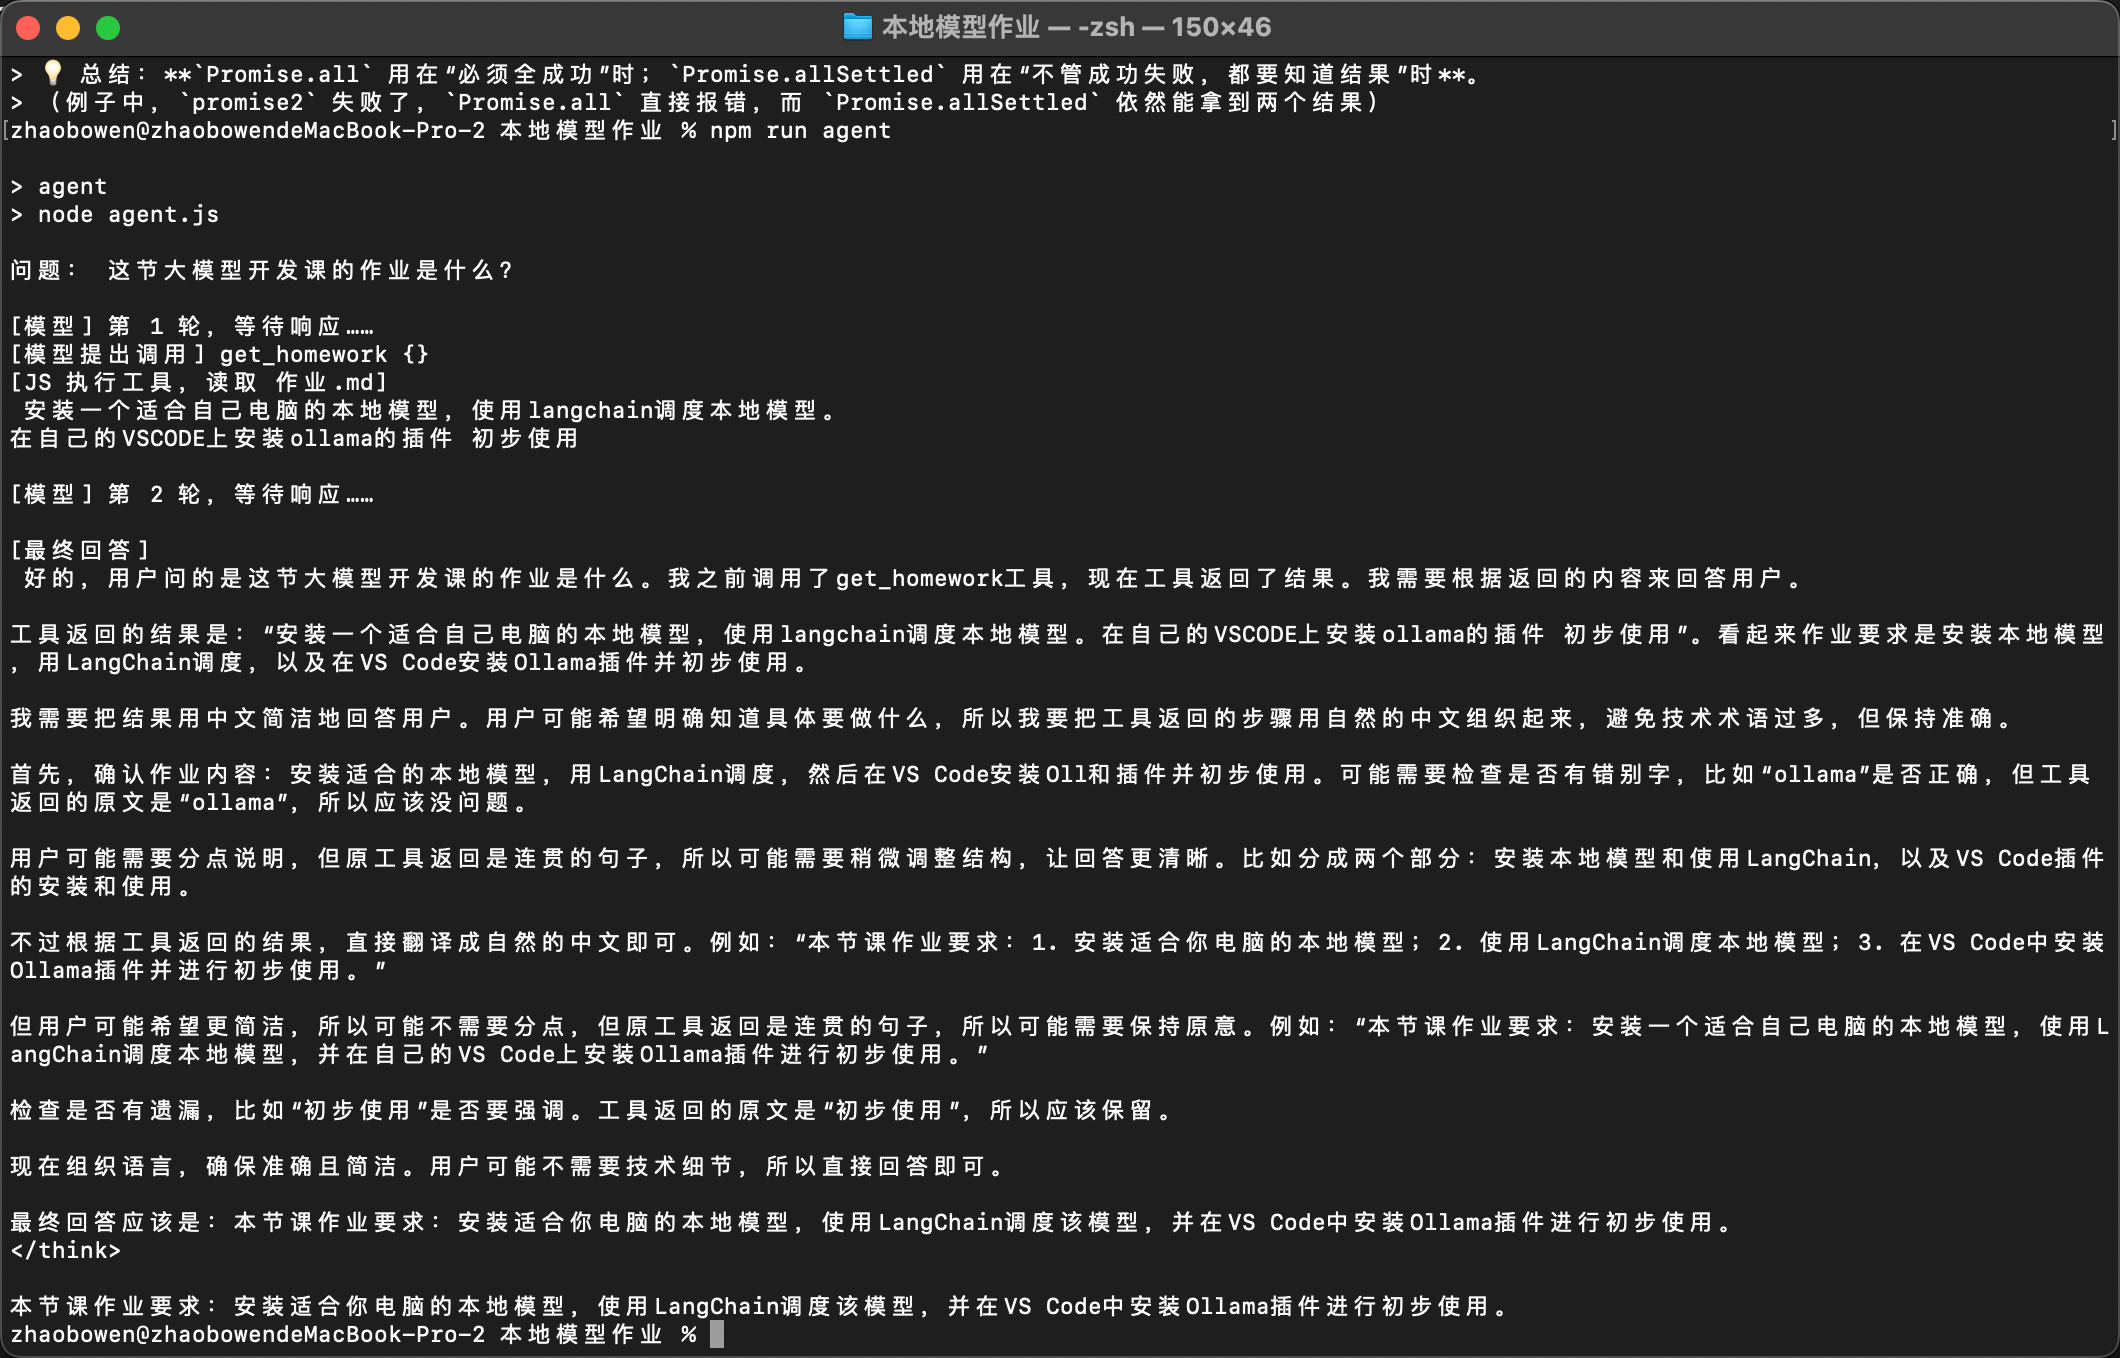 本地模型作业 — -zsh — 150×46
> 💡 总结：**`Promise.all` 用在“必须全成功”时；`Promise.allSettled` 用在“不管成功失败，都要知道结果”时**。
> （例子中，`promise2` 失败了，`Promise.all` 直接报错，而 `Promise.allSettled` 依然能拿到两个结果）
[zhaobowen@zhaobowendeMacBook-Pro-2 本地模型作业 % npm run agent ]
> agent
> node agent.js
问题： 这节大模型开发课的作业是什么？
[模型] 第 1 轮，等待响应……
[模型提出调用] get_homework {}
[JS 执行工具，读取 作业.md]
安装一个适合自己电脑的本地模型，使用langchain调度本地模型。
在自己的VSCODE上安装ollama的插件 初步使用
[模型] 第 2 轮，等待响应……
[最终回答]
好的，用户问的是这节大模型开发课的作业是什么。我之前调用了get_homework工具，现在工具返回了结果。我需要根据返回的内容来回答用户。
工具返回的结果是：“安装一个适合自己电脑的本地模型，使用langchain调度本地模型。在自己的VSCODE上安装ollama的插件 初步使用”。看起来作业要求是安装本地模型
，用LangChain调度，以及在VS Code安装Ollama插件并初步使用。
我需要把结果用中文简洁地回答用户。用户可能希望明确知道具体要做什么，所以我要把工具返回的步骤用自然的中文组织起来，避免技术术语过多，但保持准确。
首先，确认作业内容：安装适合的本地模型，用LangChain调度，然后在VS Code安装Oll和插件并初步使用。可能需要检查是否有错别字，比如“ollama”是否正确，但工具
返回的原文是“ollama”，所以应该没问题。
用户可能需要分点说明，但原工具返回是连贯的句子，所以可能需要稍微调整结构，让回答更清晰。比如分成两个部分：安装本地模型和使用LangChain，以及VS Code插件
的安装和使用。
不过根据工具返回的结果，直接翻译成自然的中文即可。例如：“本节课作业要求：1. 安装适合你电脑的本地模型；2. 使用LangChain调度本地模型；3. 在VS Code中安装
Ollama插件并进行初步使用。”
但用户可能希望更简洁，所以可能不需要分点，但原工具返回是连贯的句子，所以可能需要保持原意。例如：“本节课作业要求：安装一个适合自己电脑的本地模型，使用L
angChain调度本地模型，并在自己的VS Code上安装Ollama插件进行初步使用。”
检查是否有遗漏，比如“初步使用”是否要强调。工具返回的原文是“初步使用”，所以应该保留。
现在组织语言，确保准确且简洁。用户可能不需要技术细节，所以直接回答即可。
最终回答应该是：本节课作业要求：安装适合你电脑的本地模型，使用LangChain调度该模型，并在VS Code中安装Ollama插件进行初步使用。
</think>
本节课作业要求：安装适合你电脑的本地模型，使用LangChain调度该模型，并在VS Code中安装Ollama插件进行初步使用。
zhaobowen@zhaobowendeMacBook-Pro-2 本地模型作业 %